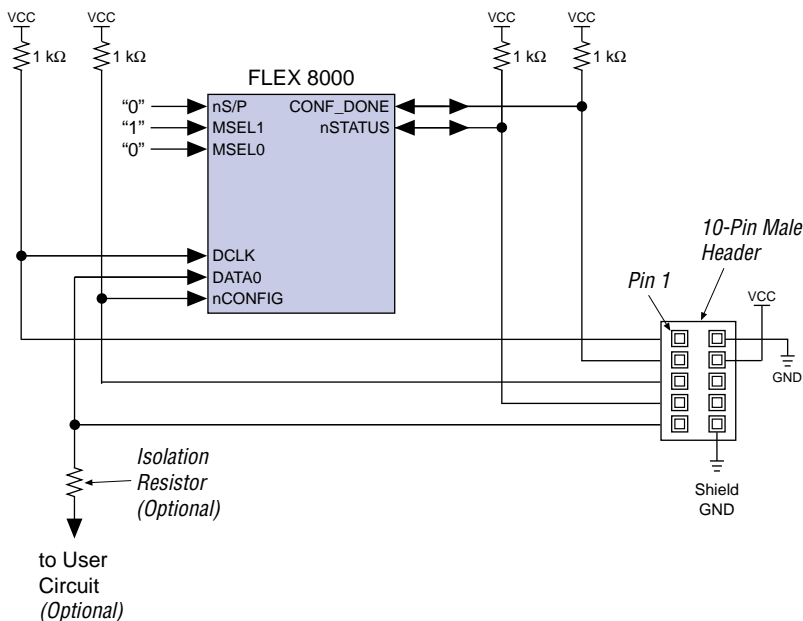 VCC
VCC
VCC
VCC
1 kΩ
1 kΩ
1 kΩ
1 kΩ
FLEX 8000
“0”
nS/P
CONF_DONE
“1”
MSEL1
nSTATUS
“0”
MSEL0
DCLK
DATA0
nCONFIG
10-Pin Male
Header
Pin 1
VCC
GND
Shield
GND
Isolation
Resistor
(Optional)
to User
Circuit
(Optional)